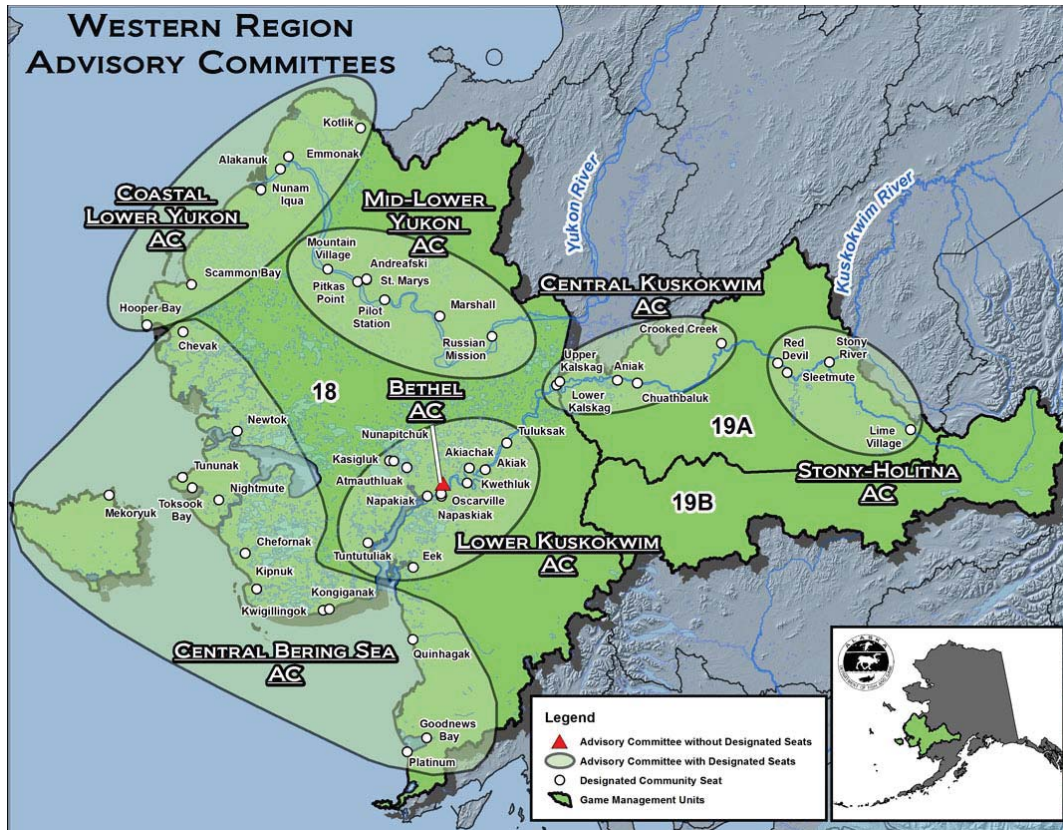 WESTERN REGION
ADVISORY COMMITTEES
Kotlik
Alakanuk
Emmonak
Nunam
Iqua
COASTAL
LOWER YUKON
AC
MID-LOWER
YUKON
AC
Yukon River
Kuskokwim River
Scammon Bay
Hooper Bay
Mountain
Village
Andreafski
St. Marys
Pitkas
Point
Pilot
Station
Marshall
Russian
Mission
CENTRAL KUSKOKWIM
AC
Crooked Creek
Upper
Kalskag
Aniak
Lower
Kalskag
Chuathbaluk
Red
Devil
Stony
River
Sleetmute
Lime
Village
STONY-HOLITNA
AC
Chevak
18
BETHEL
AC
19A
19B
Newtok
Nunapitchuk
Tuluksak
Kasigluk
Akiachak
Akiak
Atmauthluak
Kwethluk
Napakiak
Oscarville
Napaskiak
Tununak
Nightmute
Toksook
Bay
Mekoryuk
Chefornak
Tuntutuliak
Eek
LOWER KUSKOKWIM
AC
Kipnuk
Kongiganak
Kwigillingok
CENTRAL BERING SEA
AC
Quinhagak
Goodnews
Bay
Platinum
Legend
Advisory Committee without Designated Seats
Advisory Committee with Designated Seats
Designated Community Seat
Game Management Units
ALASKA